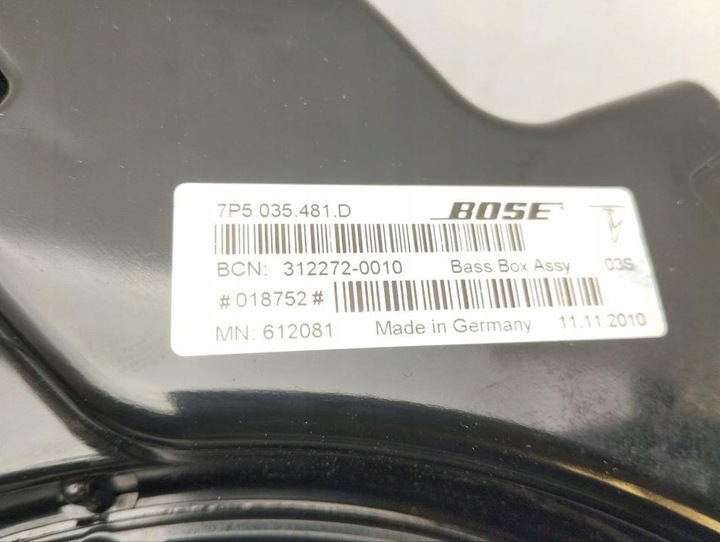 7P5.035.481.D BOSE
BCN: 312272-0010 Bass Box Assy 03S
#018752#
MN: 612081 Made in Germany 11.11.2010